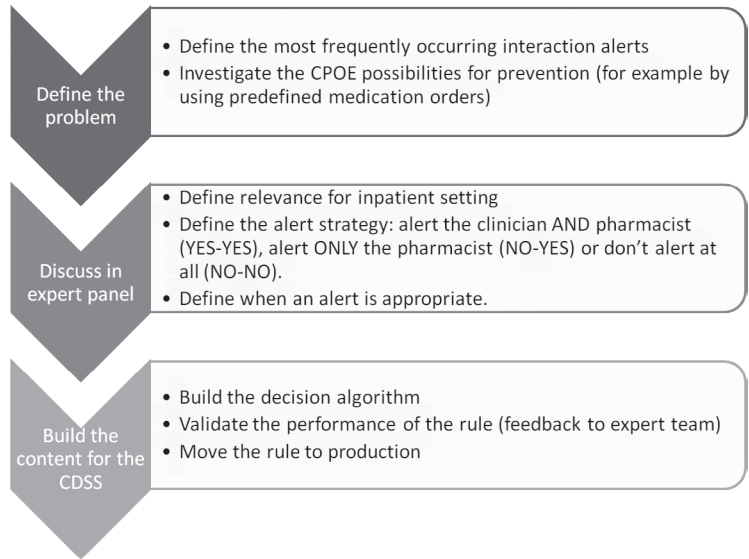 Define the
problem
• Define the most frequently occurring interaction alerts
• Investigate the CPOE possibilities for prevention (for example by
using predefined medication orders)
Discuss in
expert panel
• Define relevance for inpatient setting
• Define the alert strategy: alert the clinician AND pharmacist
(YES-YES), alert ONLY the pharmacist (NO-YES) or don't alert at
all (NO-NO).
• Define when an alert is appropriate.
Build the
content for the
CDSS
• Build the decision algorithm
• Validate the performance of the rule (feedback to expert team)
• Move the rule to production